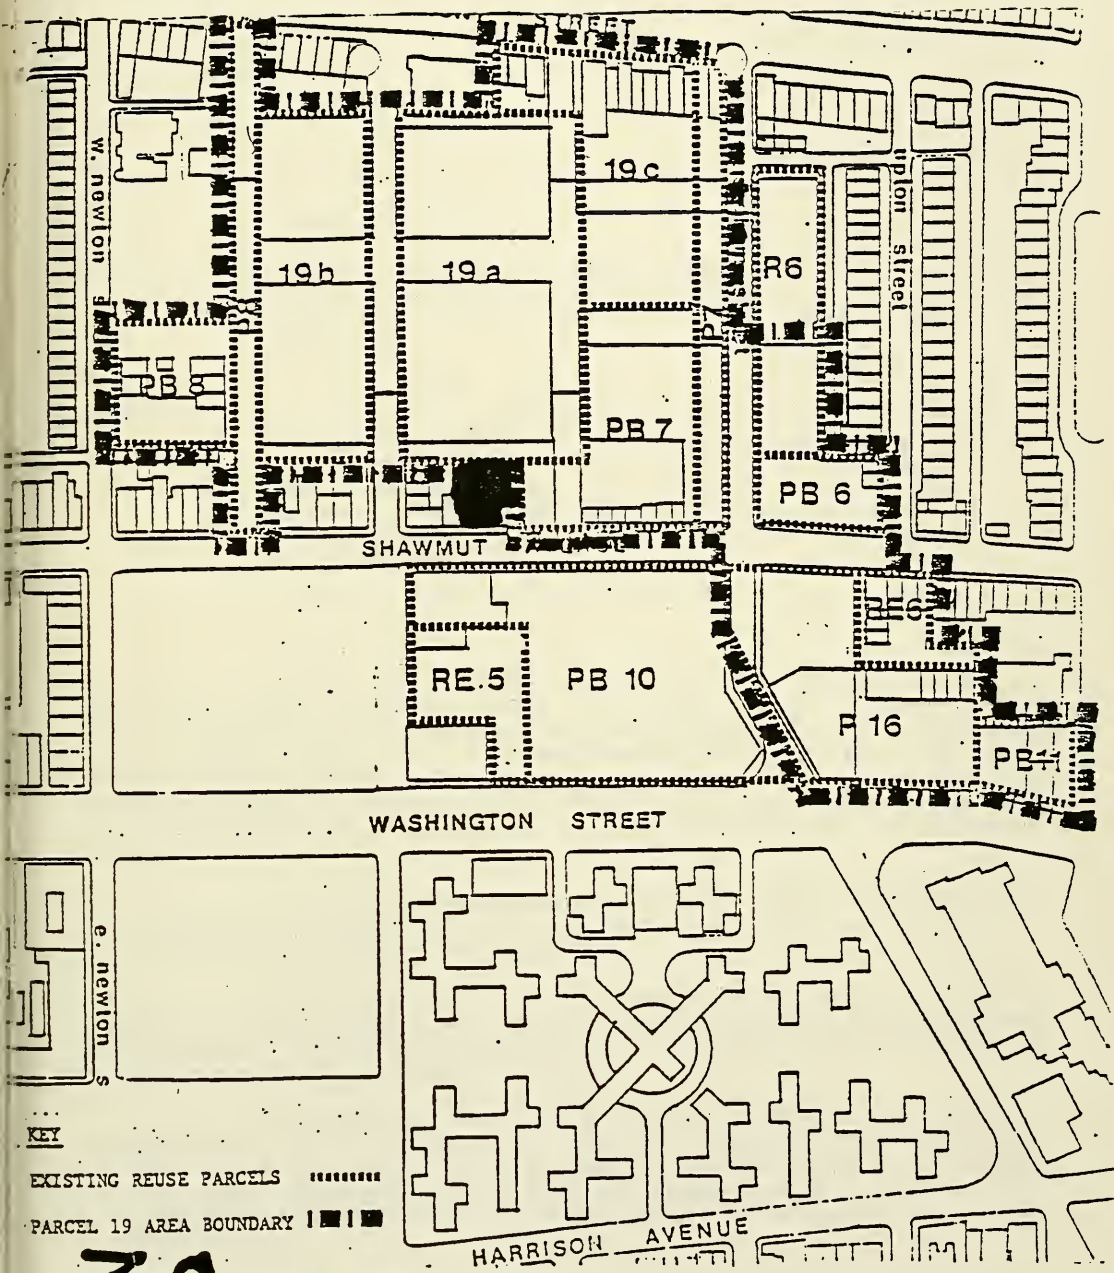 STREET
w. newton s
19c
upton street
19b
19a
R6
PB 8
PB 7
PB 6
SHAWMUT
RE.5
PB 10
P 16
WASHINGTON STREET
e. newton s
KEY
EXISTING REUSE PARCELS
PARCEL 19 AREA BOUNDARY
HARRISON AVENUE